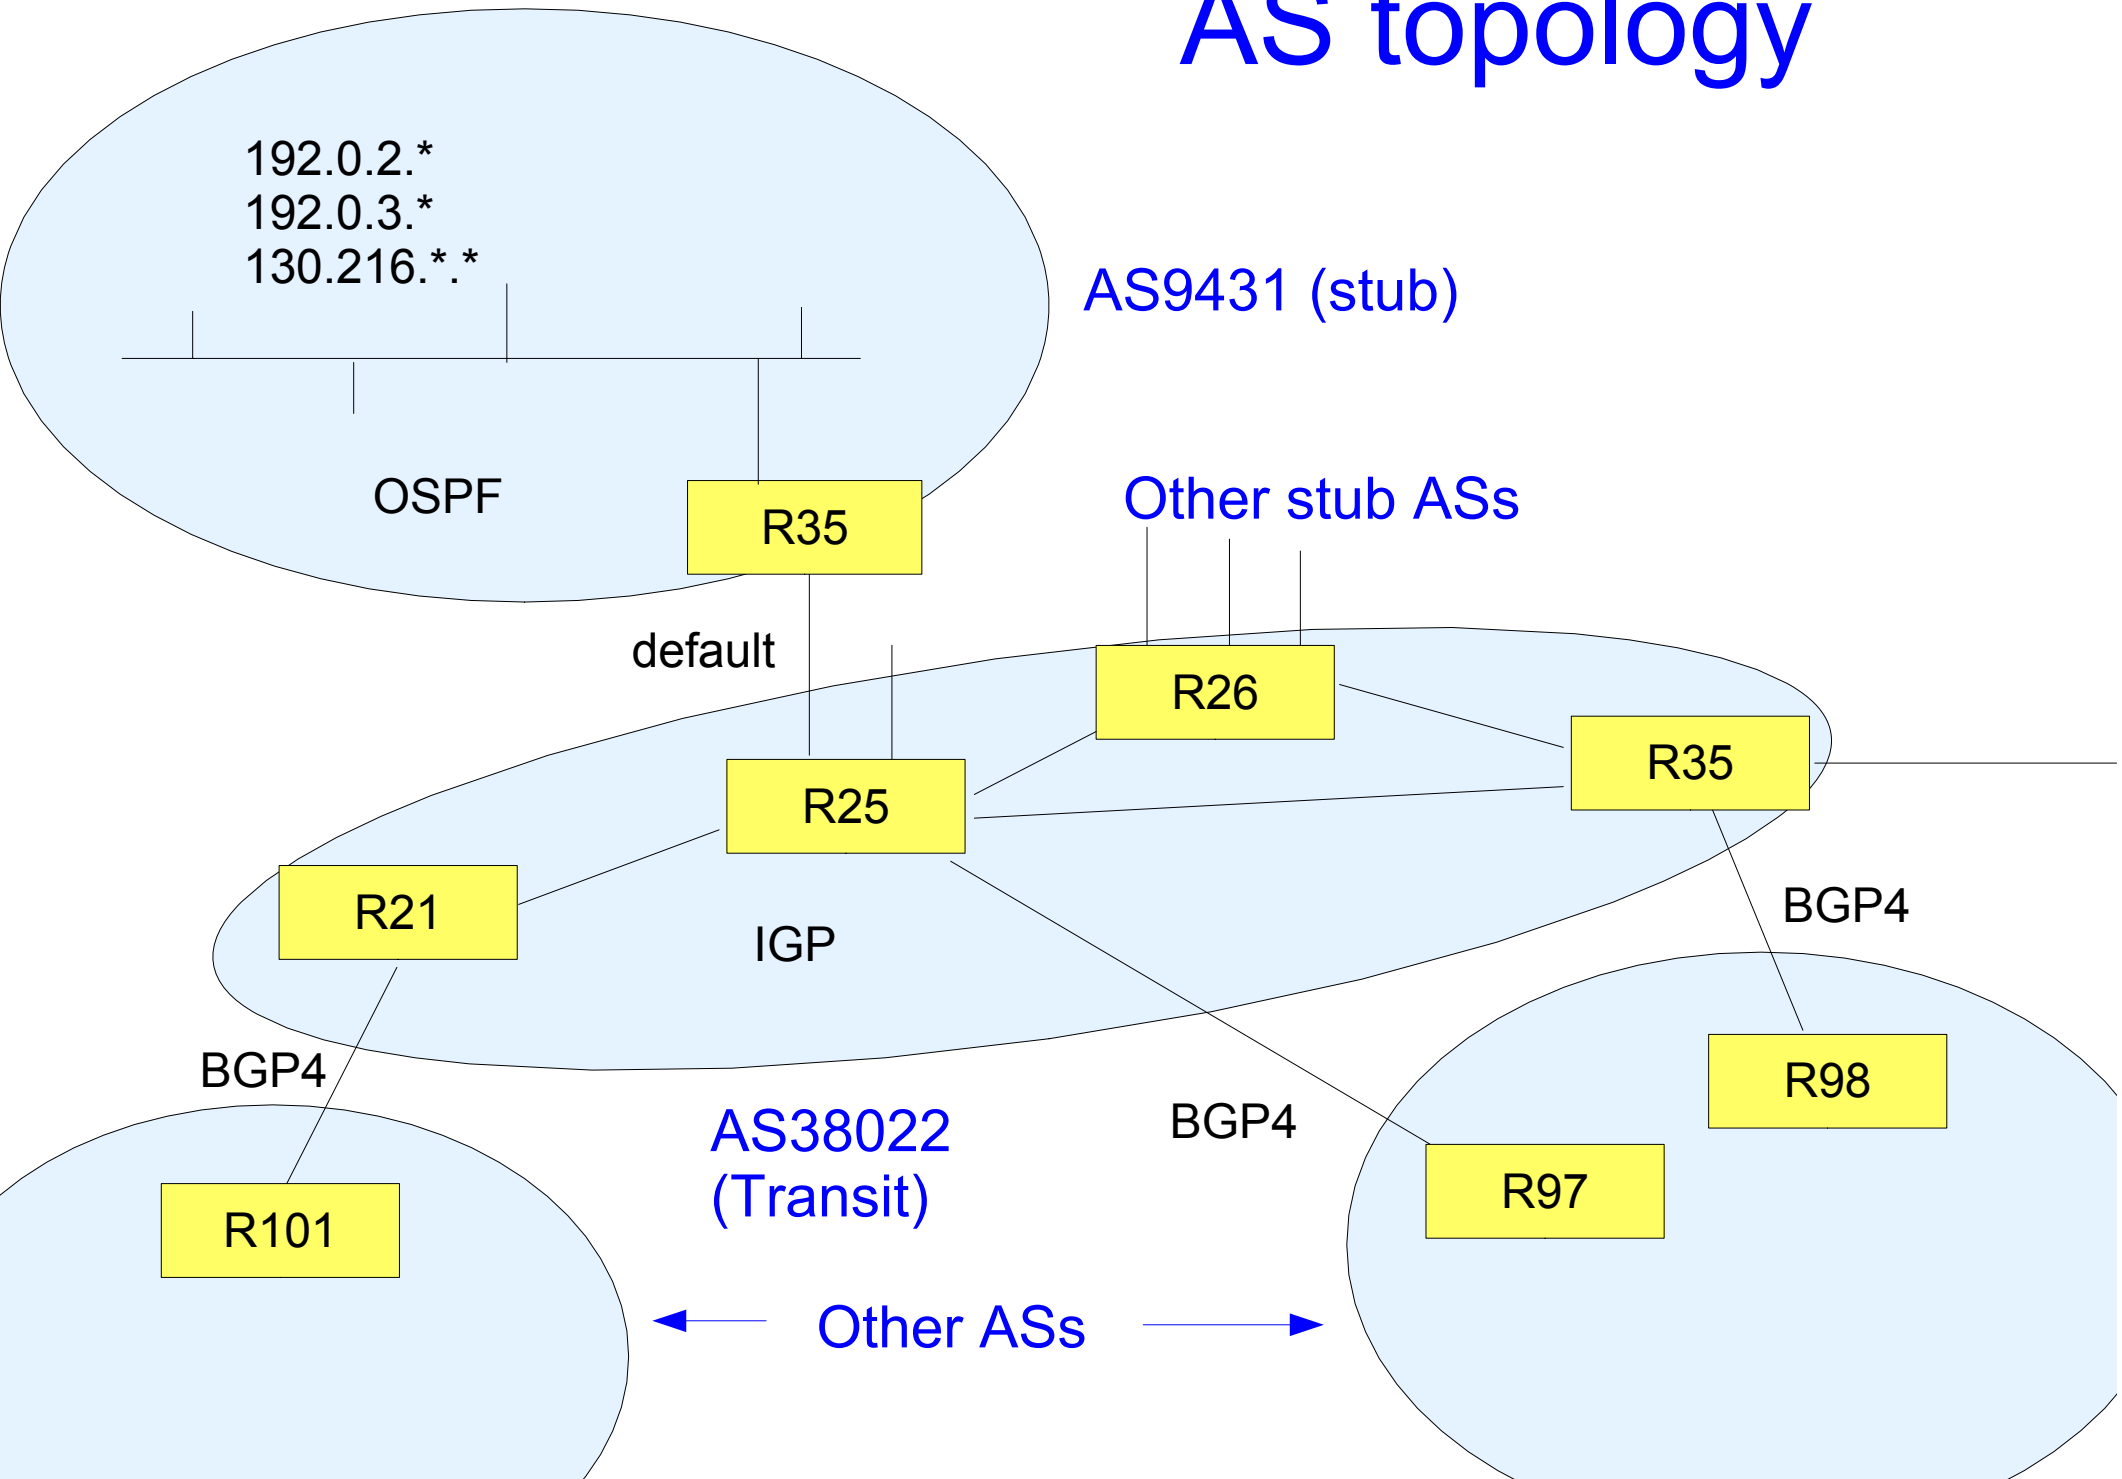 AS topology
192.0.2.*
192.0.3.*
130.216.*.*
AS9431 (stub)
OSPF
R35
Other stub ASs
default
R26
R35
R25
R21
IGP
BGP4
BGP4
R98
AS38022
(Transit)
BGP4
R97
R101
Other ASs